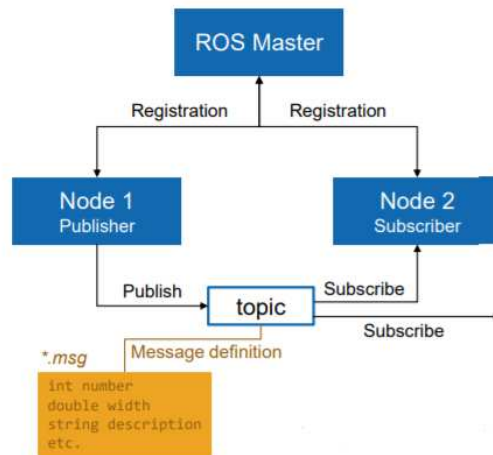 ROS Master
Registration
Registration
Node 1
Publisher
Node 2
Subscriber
Publish
topic
Subscribe
Subscribe
*.msg
Message definition
int number
double width
string description
etc.